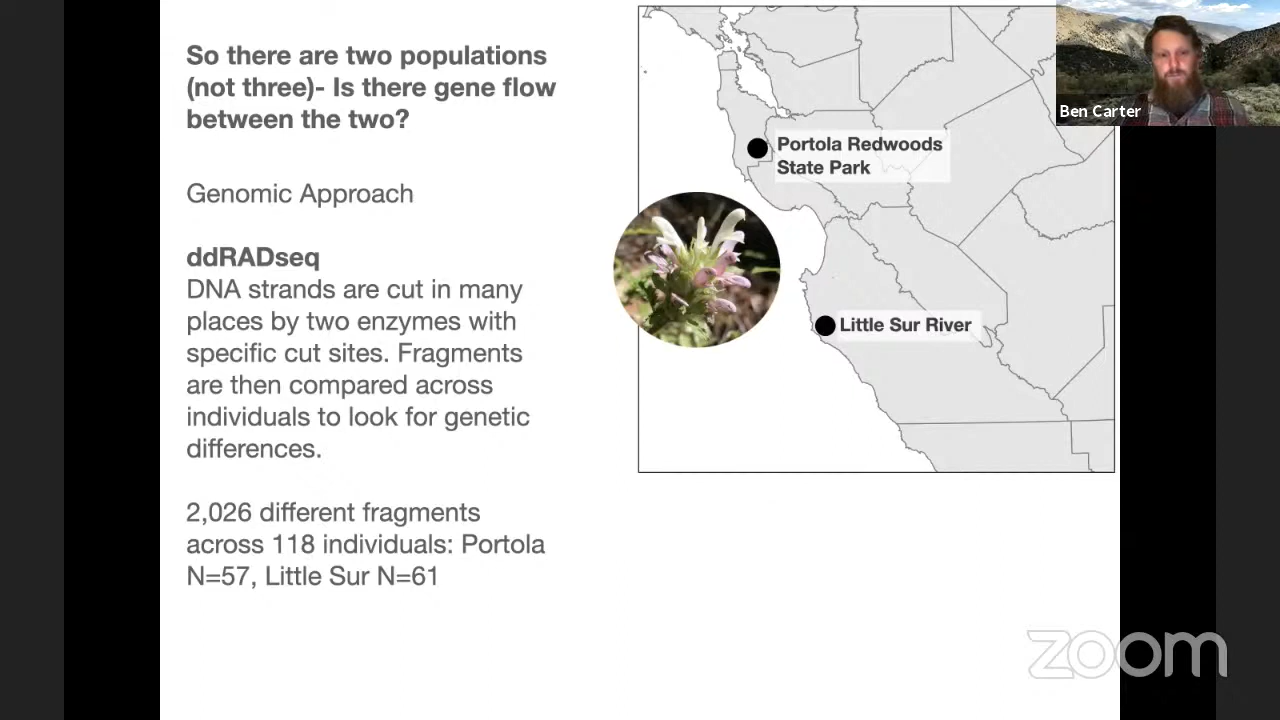 So there are two populations
(not three)- Is there gene flow
between the two?
Genomic Approach
ddRADseq
DNA strands are cut in many
places by two enzymes with
specific cut sites. Fragments
are then compared across
individuals to look for genetic
differences.
2,026 different fragments
across 118 individuals: Portola
N=57, Little Sur N=61
Portola Redwoods
State Park
Little Sur River
Ben Carter
zoom